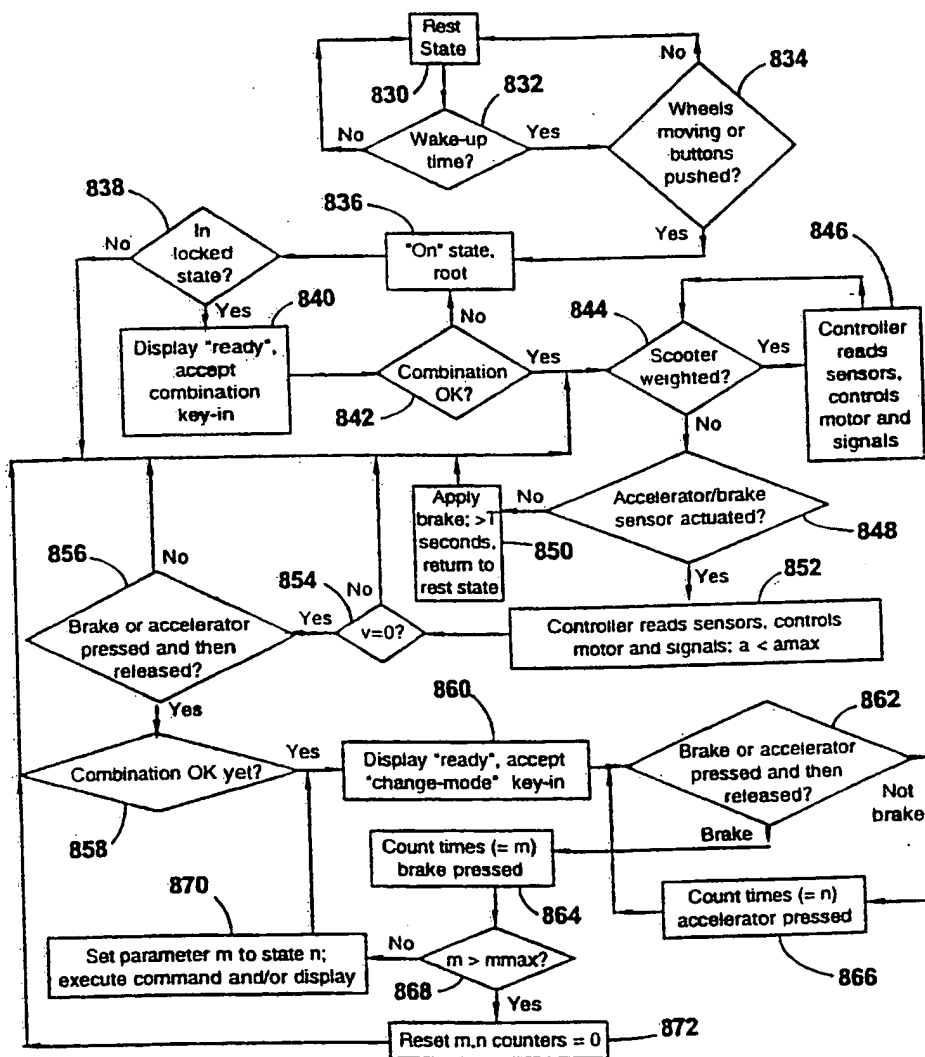 Rest
State
830
832
834
No
Wake-up
time?
Yes
No
Wheels
moving or
buttons
pushed?
Yes
838
In
locked
state?
No
Yes
836
"On" state,
root
No
840
Display "ready",
accept
combination
key-in
Combination
OK?
842
Yes
844
Scooter
weighted?
Yes
No
846
Controller
reads
sensors,
controls
motor and
signals
Accelerator/brake
sensor actuated?
848
No
Yes
Apply
brake; >T
seconds,
return to
rest state
850
852
Controller reads sensors, controls
motor and signals: a < amax
854
v=0?
No
Yes
856
No
Brake or accelerator
pressed and then
released?
Yes
Combination OK yet?
858
Yes
860
Display "ready", accept
"change-mode" key-in
862
Brake or accelerator
pressed and then
released?
Not
brake
Brake
Count times (= m)
brake pressed
864
Count times (= n)
accelerator pressed
866
870
Set parameter m to state n;
execute command and/or display
No
m > mmax?
868
Yes
Reset m,n counters = 0
872